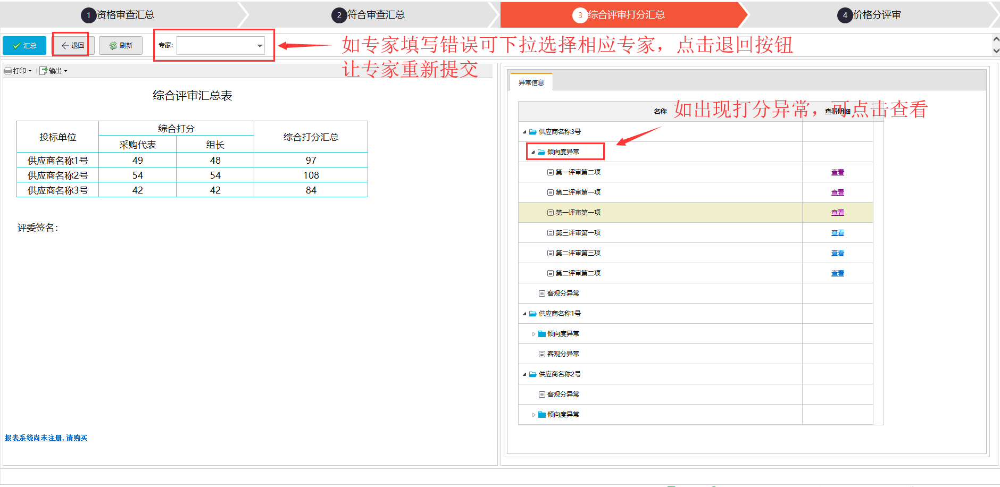 1 资格审查汇总
2 符合审查汇总
3 综合评审打分汇总
4 价格分评审
汇总 退回 刷新 专家:
如专家填写错误可下拉选择相应专家，点击退回按钮
让专家重新提交
打印 输出
综合评审汇总表
投标单位 综合打分 综合打分汇总
采购代表 组长
供应商名称1号 49 48 97
供应商名称2号 54 54 108
供应商名称3号 42 42 84
评委签名：
报表系统尚未注册, 请购买
异常信息
名称 查看明细
如出现打分异常，可点击查看
供应商名称3号
倾向度异常
第一评审第二项 查看
第二评审第一项 查看
第一评审第一项 查看
第三评审第一项 查看
第二评审第三项 查看
第二评审第二项 查看
客观分异常
供应商名称1号
倾向度异常
客观分异常
供应商名称2号
客观分异常
倾向度异常